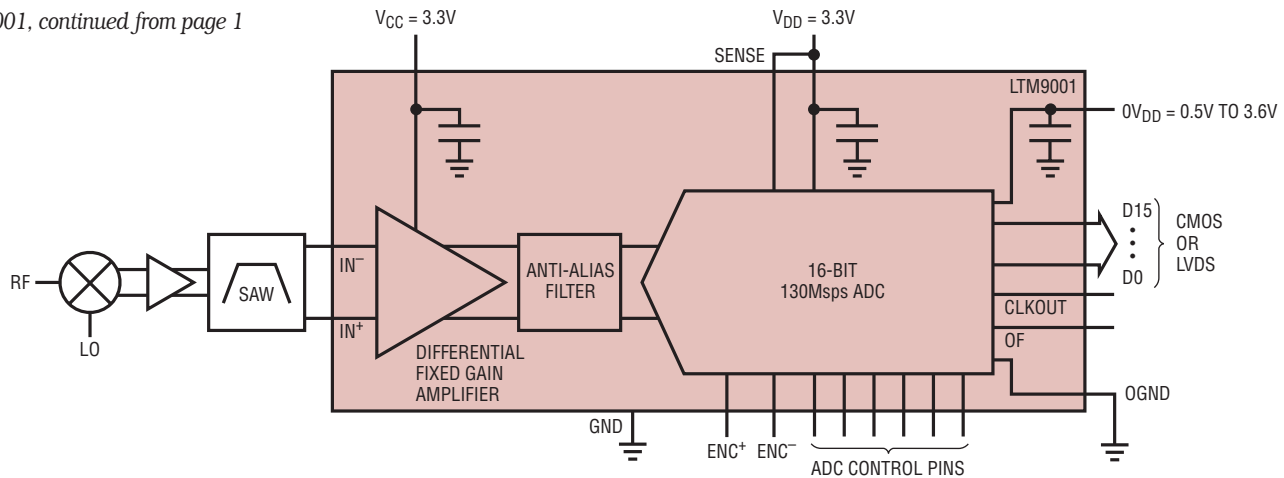 001, continued from page 1
VCC = 3.3V
VDD = 3.3V
SENSE
LTM9001
0VDD = 0.5V TO 3.6V
RF
LO
SAW
IN–
IN+
DIFFERENTIAL
FIXED GAIN
AMPLIFIER
ANTI-ALIAS
FILTER
16-BIT
130Msps ADC
D15
D0
CMOS
OR
LVDS
CLKOUT
OF
OGND
GND
ENC+
ENC–
ADC CONTROL PINS